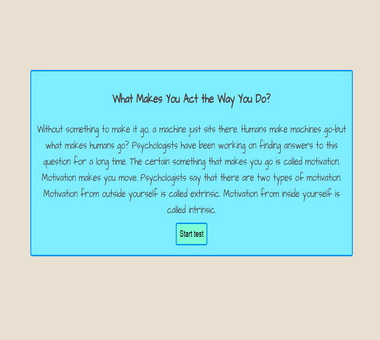 What Makes You Act the Way You Do?
Without something to make it go, a machine just sits there. Humans make machines go-but
what makes humans go? Psychologists have been working on finding answers to this
question for a long time. The certain something that makes you go is called motivation.
Motivation makes you move. Psychologists say that there are two types of motivation.
Motivation from outside yourself is called extrinsic. Motivation from inside yourself is
called intrinsic.
Start test